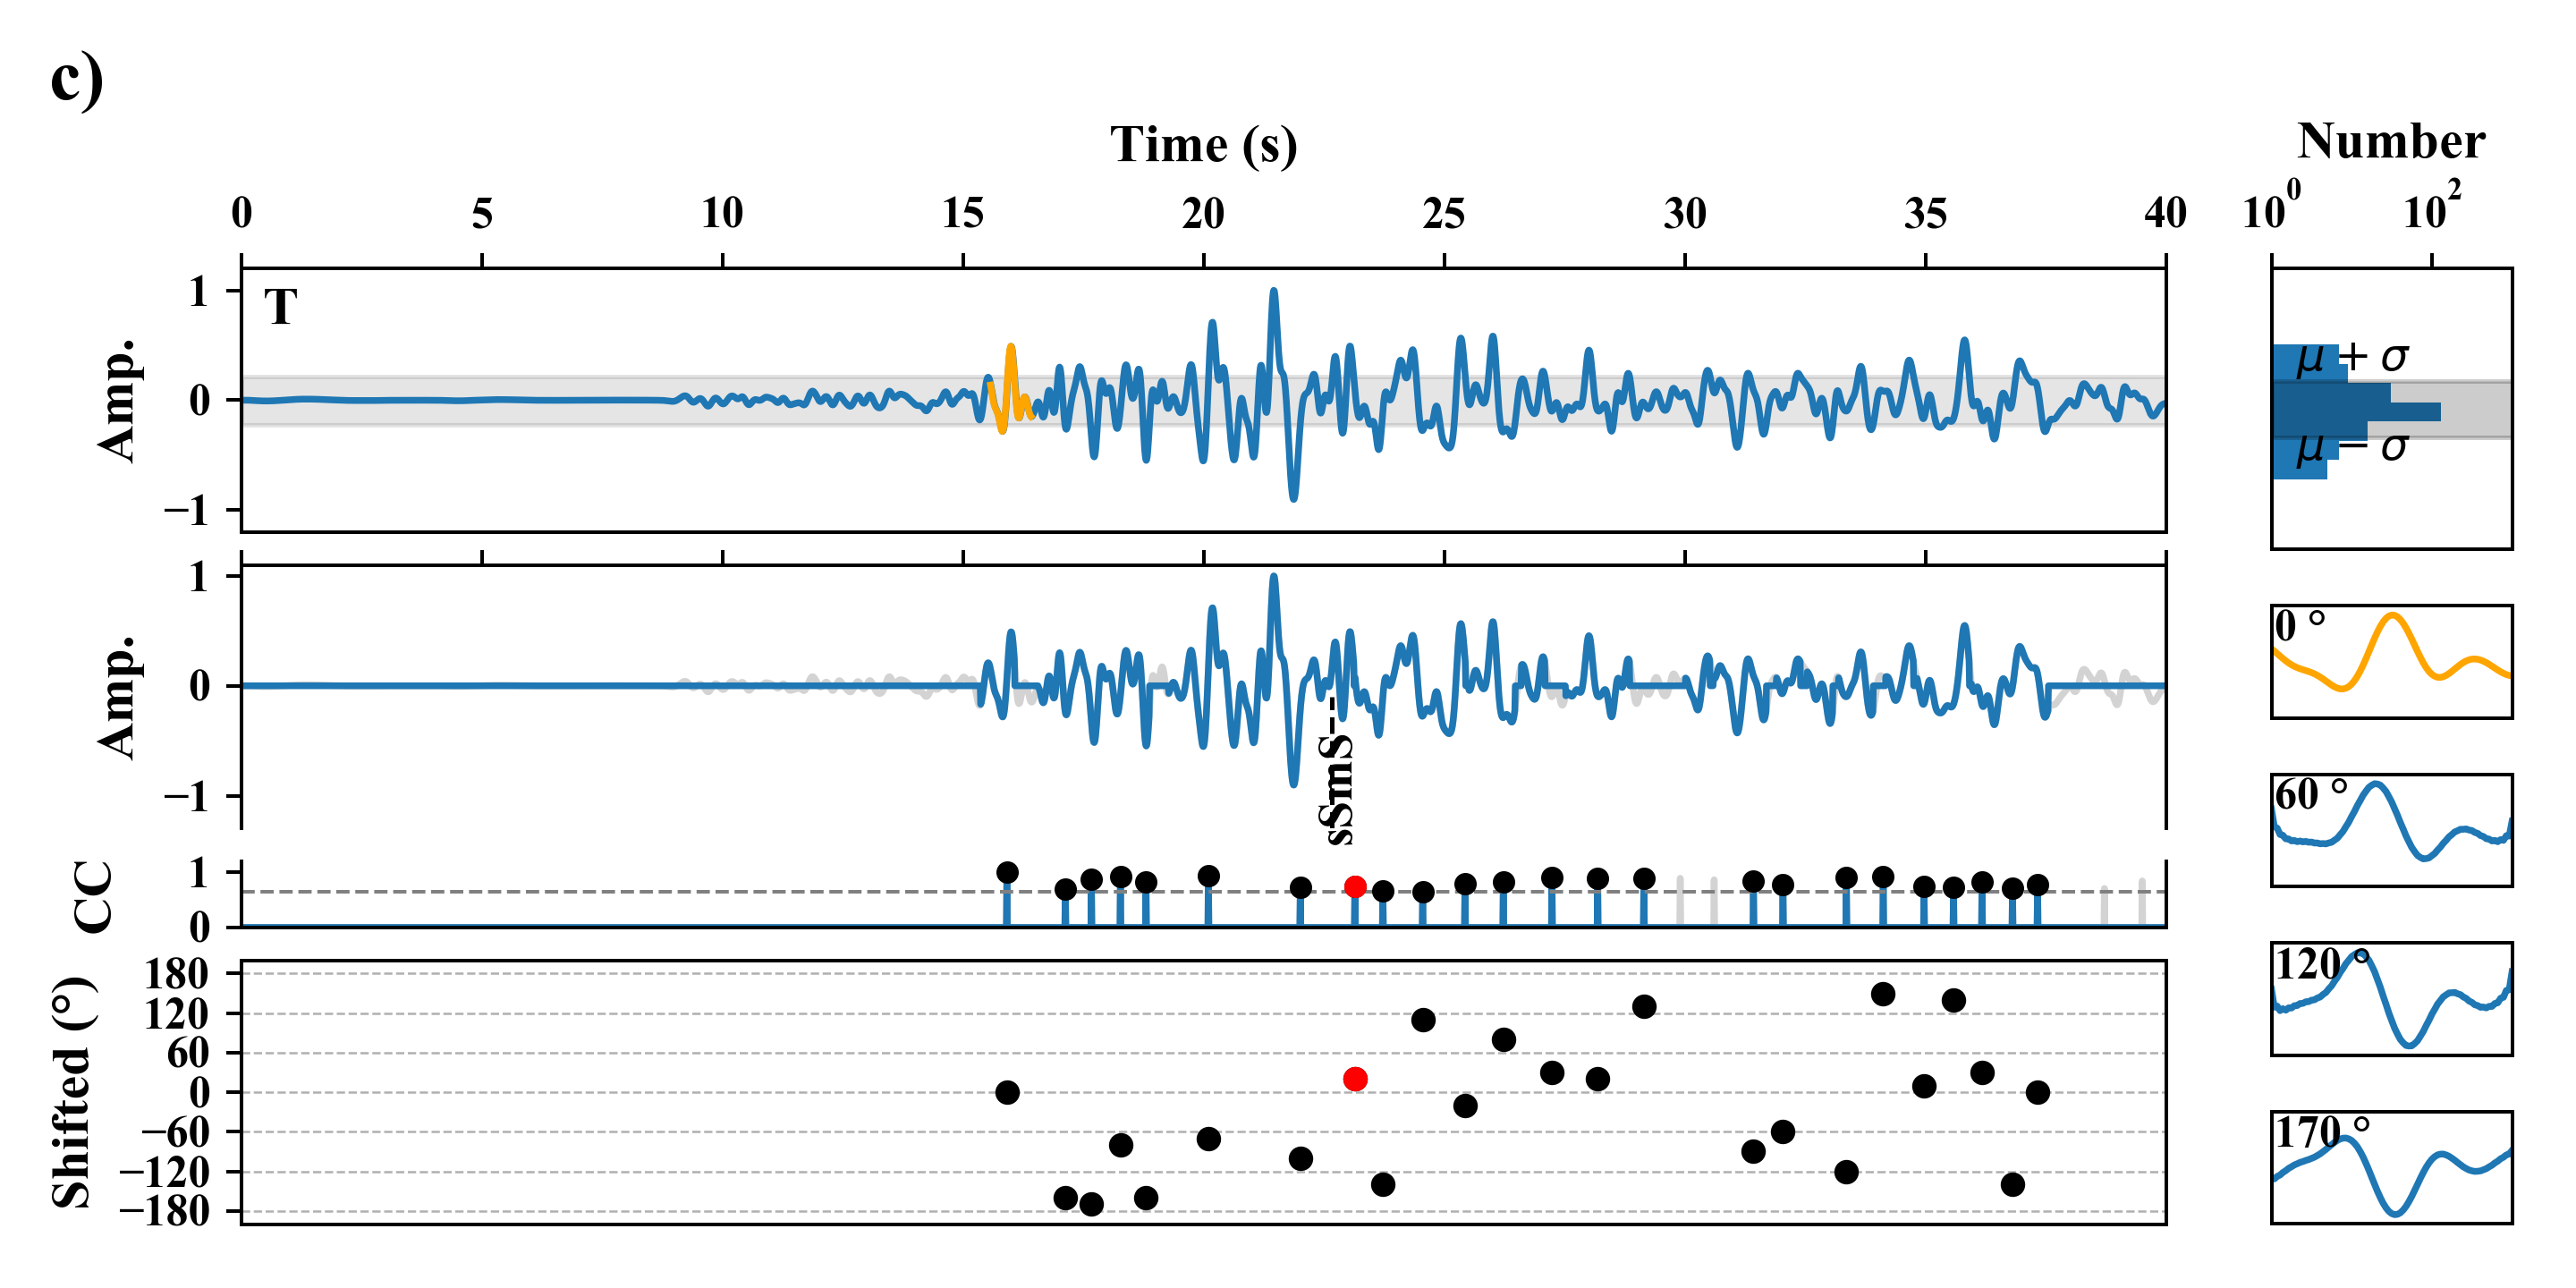 c)
Time (s)
Number
0 5 10 15 20 25 30 35 40
10^0 10^2
T
Amp.
1
0
−1
μ + σ
μ − σ
Amp.
1
0
−1
sSmS
0 °
60 °
CC
1
0
120 °
Shifted (°)
180
120
60
0
−60
−120
−180
170 °